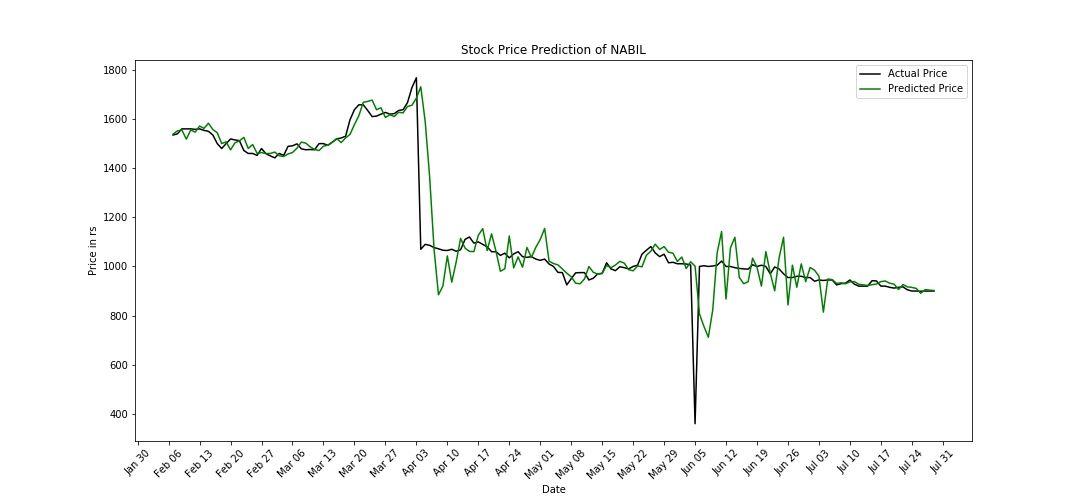 Stock Price Prediction of NABIL
Actual Price
Predicted Price
Price in rs
1800
1600
1400
1200
1000
800
600
400
Jan 30
Feb 06
Feb 13
Feb 20
Feb 27
Mar 06
Mar 13
Mar 20
Mar 27
Apr 03
Apr 10
Apr 17
Apr 24
May 01
May 08
May 15
May 22
May 29
Jun 05
Jun 12
Jun 19
Jun 26
Jul 03
Jul 10
Jul 17
Jul 24
Jul 31
Date